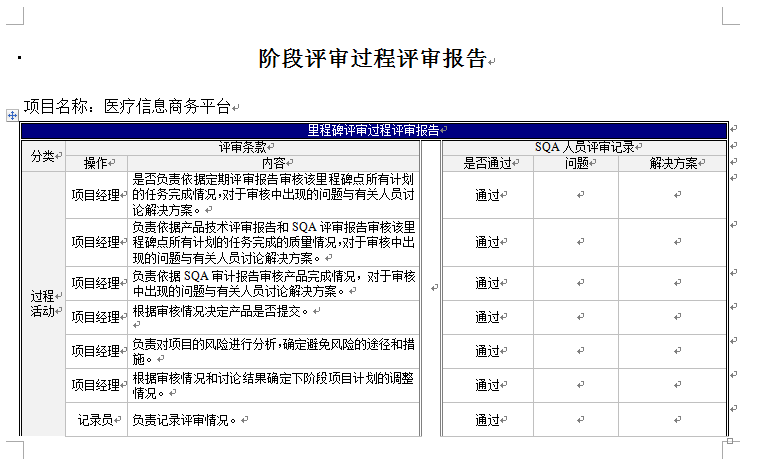 阶段评审过程评审报告
项目名称：医疗信息商务平台
里程碑评审过程评审报告
分类 评审条款 SQA人员评审记录
操作 内容 是否通过 问题 解决方案
过程
活动
项目经理 是否负责依据定期评审报告审核该里程碑点所有计划
的任务完成情况，对于审核中出现的问题与有关人员讨
论解决方案。 通过
项目经理 负责依据产品技术评审报告和SQA评审报告审核该里
程碑点所有计划的任务完成的质量情况，对于审核中出
现的问题与有关人员讨论解决方案。 通过
项目经理 负责依据SQA审计报告审核产品完成情况，对于审核
中出现的问题与有关人员讨论解决方案。 通过
项目经理 根据审核情况决定产品是否提交。 通过
项目经理 负责对项目的风险进行分析，确定避免风险的途径和措
施。 通过
项目经理 根据审核情况和讨论结果确定下阶段项目计划的调整
情况。 通过
记录员 负责记录评审情况。 通过